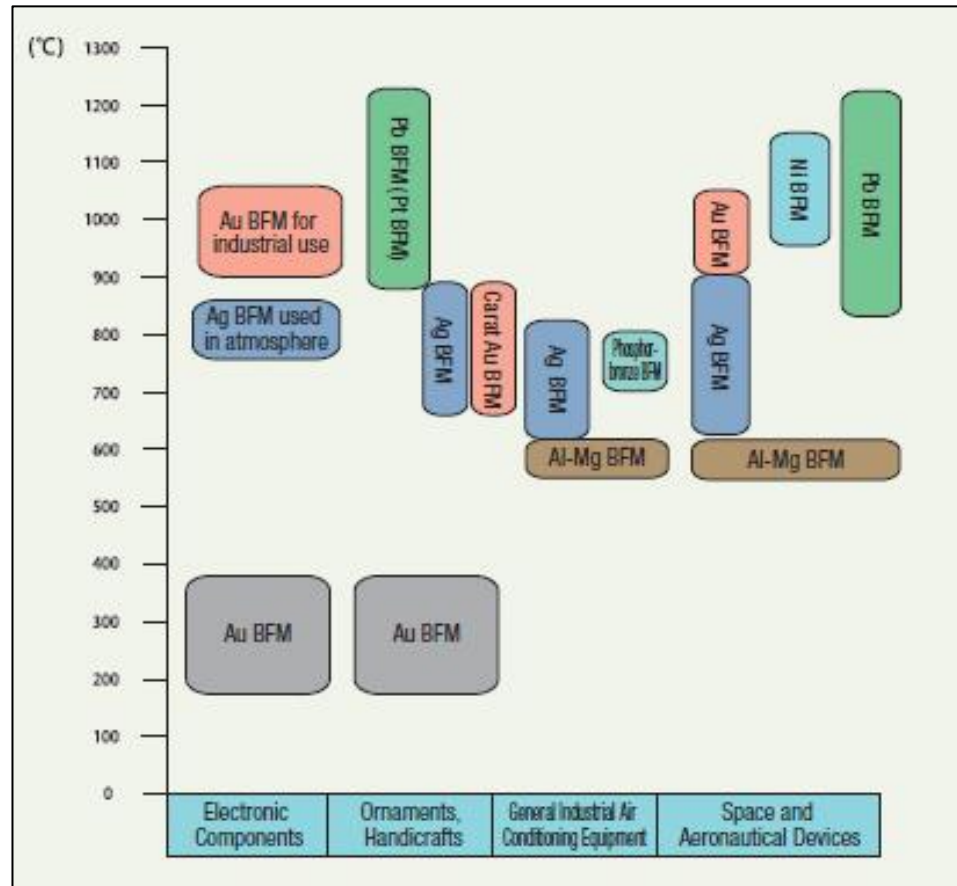 (℃)
1300
1200
1100
1000
900
800
700
600
500
400
300
200
100
0
Au BFM for
industrial use
Ag BFM used
in atmosphere
Au BFM
Pb BFM (Pt BFM)
Ag BFM
Carat Au BFM
Au BFM
Ag BFM
Phosphor-
bronze BFM
Al-Mg BFM
Au BFM
Ag BFM
Ni BFM
Pb BFM
Al-Mg BFM
Electronic
Components
Ornaments,
Handicrafts
General Industrial Air
Conditioning Equipment
Space and
Aeronautical Devices